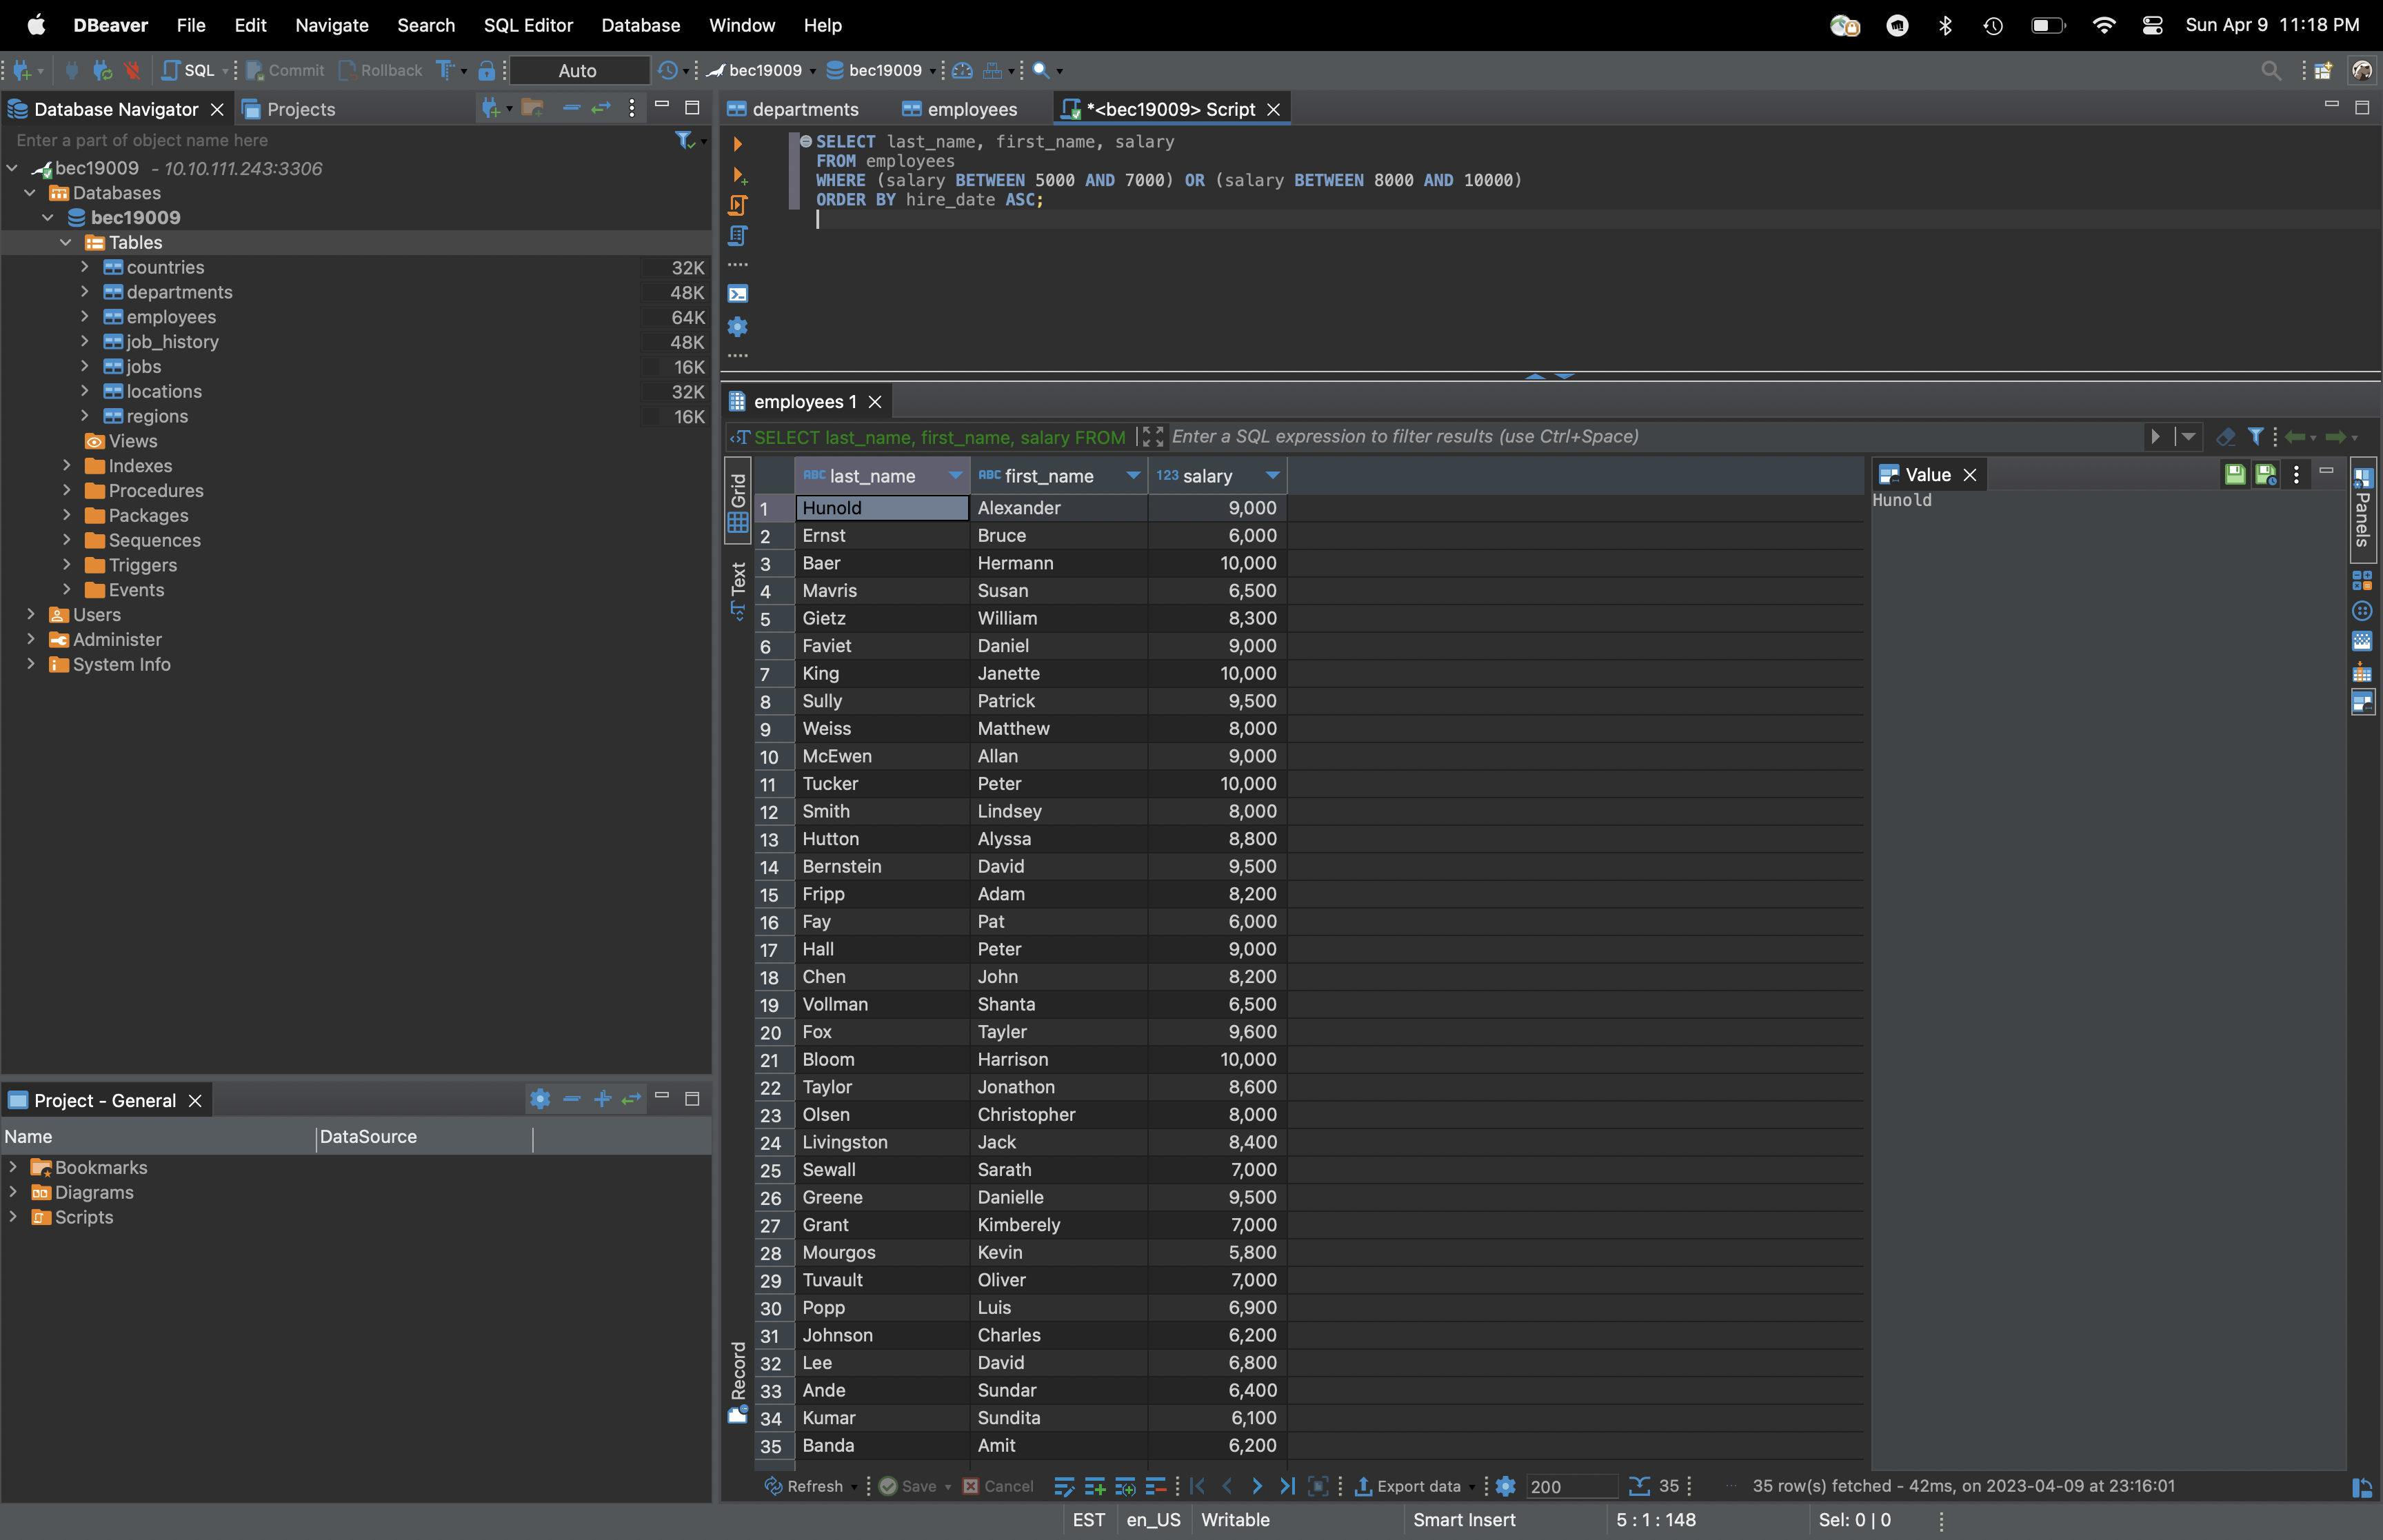 DBeaver File Edit Navigate Search SQL Editor Database Window Help Sun Apr 9 11:18 PM
SQL Commit Rollback Auto bec19009 bec19009
Database Navigator Projects
Enter a part of object name here
bec19009 - 10.10.111.243:3306
Databases
bec19009
Tables
countries 32K
departments 48K
employees 64K
job_history 48K
jobs 16K
locations 32K
regions 16K
Views
Indexes
Procedures
Packages
Sequences
Triggers
Events
Users
Administer
System Info
Project - General
Name DataSource
Bookmarks
Diagrams
Scripts
departments employees *<bec19009> Script
SELECT last_name, first_name, salary
FROM employees
WHERE (salary BETWEEN 5000 AND 7000) OR (salary BETWEEN 8000 AND 10000)
ORDER BY hire_date ASC;
employees 1
SELECT last_name, first_name, salary FROM Enter a SQL expression to filter results (use Ctrl+Space)
Grid
Text
Record
ABC last_name ABC first_name 123 salary
1 Hunold Alexander 9,000
2 Ernst Bruce 6,000
3 Baer Hermann 10,000
4 Mavris Susan 6,500
5 Gietz William 8,300
6 Faviet Daniel 9,000
7 King Janette 10,000
8 Sully Patrick 9,500
9 Weiss Matthew 8,000
10 McEwen Allan 9,000
11 Tucker Peter 10,000
12 Smith Lindsey 8,000
13 Hutton Alyssa 8,800
14 Bernstein David 9,500
15 Fripp Adam 8,200
16 Fay Pat 6,000
17 Hall Peter 9,000
18 Chen John 8,200
19 Vollman Shanta 6,500
20 Fox Tayler 9,600
21 Bloom Harrison 10,000
22 Taylor Jonathon 8,600
23 Olsen Christopher 8,000
24 Livingston Jack 8,400
25 Sewall Sarath 7,000
26 Greene Danielle 9,500
27 Grant Kimberely 7,000
28 Mourgos Kevin 5,800
29 Tuvault Oliver 7,000
30 Popp Luis 6,900
31 Johnson Charles 6,200
32 Lee David 6,800
33 Ande Sundar 6,400
34 Kumar Sundita 6,100
35 Banda Amit 6,200
Value
Hunold
Panels
Refresh Save Cancel Export data 200 35 35 row(s) fetched - 42ms, on 2023-04-09 at 23:16:01
EST en_US Writable Smart Insert 5 : 1 : 148 Sel: 0 | 0